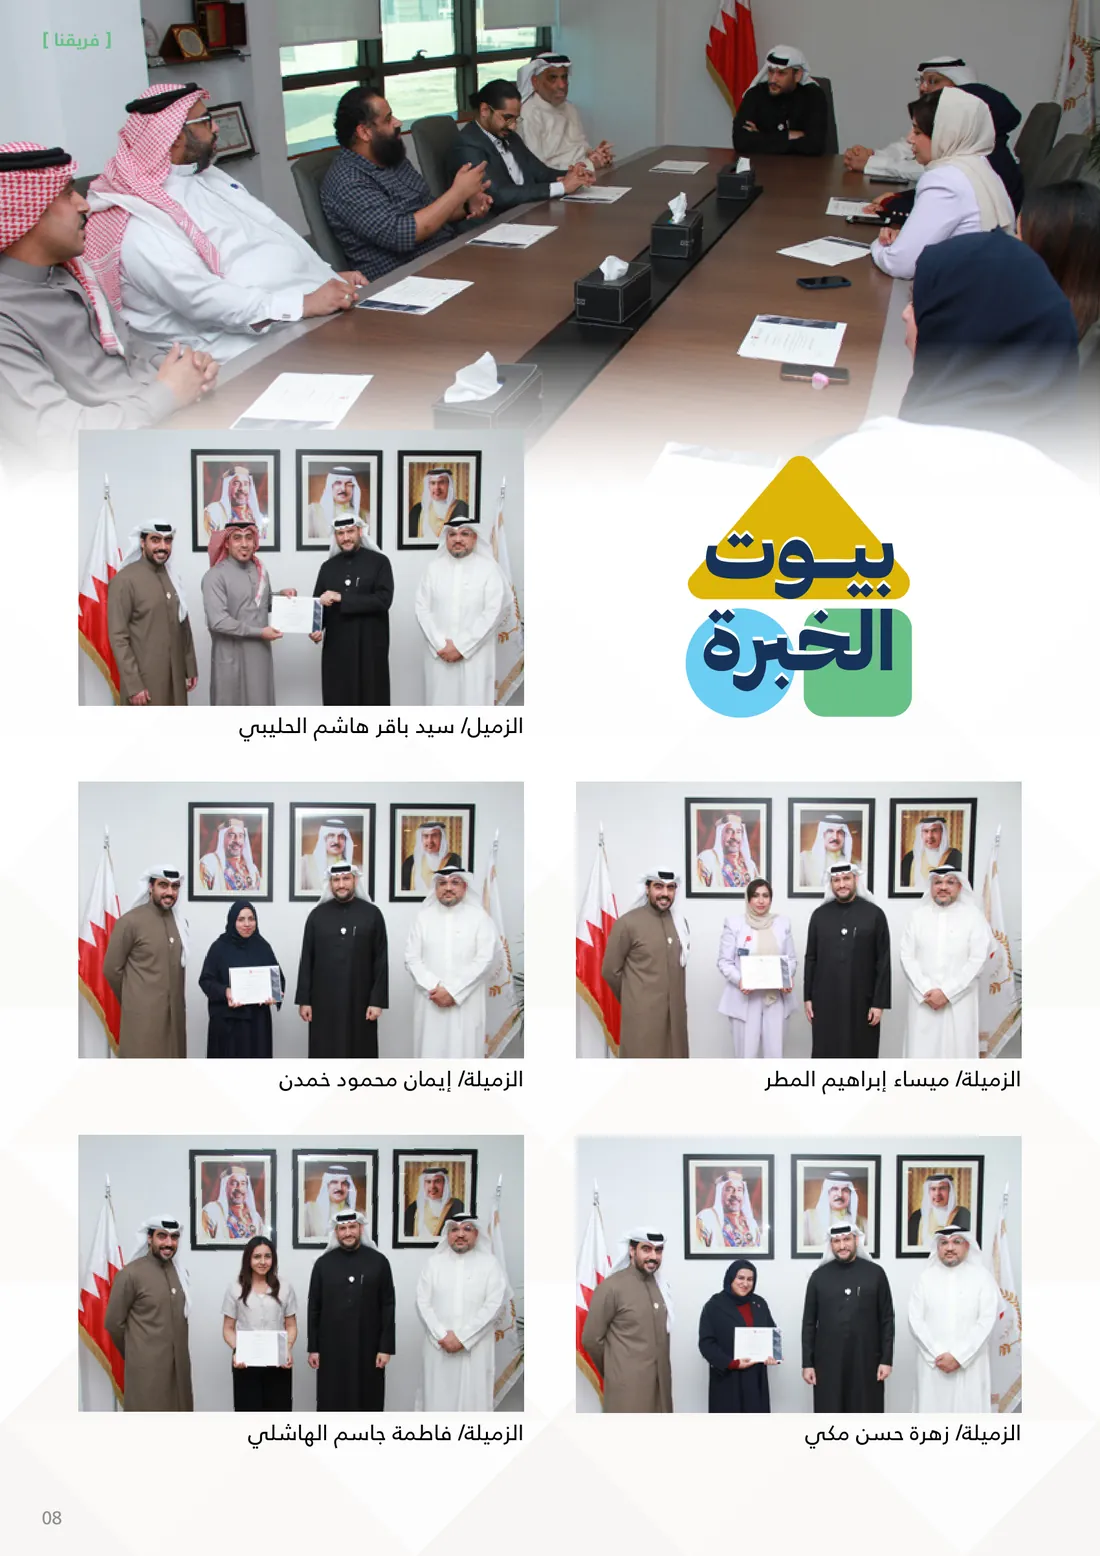 [ فريقنا ]
بيوت
الخبرة
الزميل/ سيد باقر هاشم الحليبي
الزميلة/ ميساء إبراهيم المطر
الزميلة/ إيمان محمود خمدن
الزميلة/ زهرة حسن مكي
الزميلة/ فاطمة جاسم الهاشلي
08